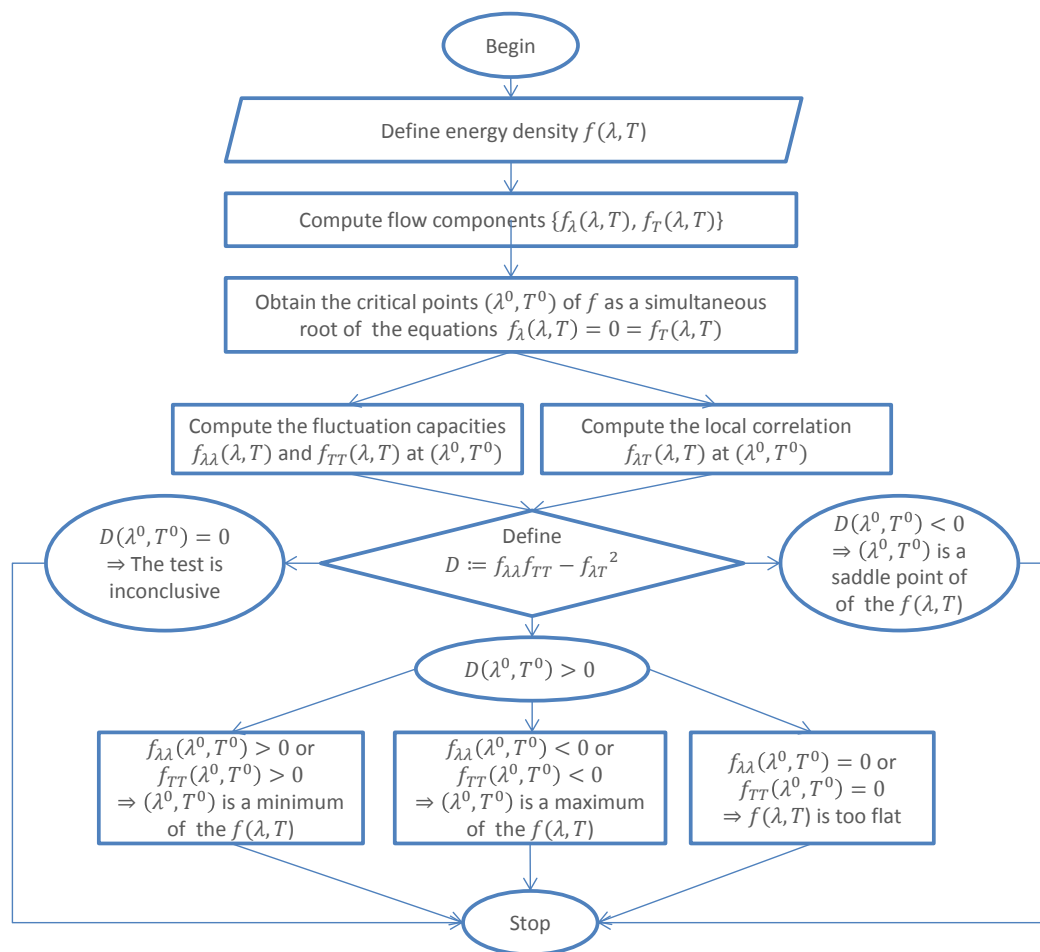 Begin
Define energy density f(λ, T)
Compute flow components {f_λ(λ, T), f_T(λ, T)}
Obtain the critical points (λ⁰, T⁰) of f as a simultaneous
root of the equations f_λ(λ, T) = 0 = f_T(λ, T)
Compute the fluctuation capacities
f_λλ(λ, T) and f_TT(λ, T) at (λ⁰, T⁰)
Compute the local correlation
f_λT(λ, T) at (λ⁰, T⁰)
D(λ⁰, T⁰) = 0
⇒ The test is
inconclusive
Define
D ≔ f_λλ f_TT − f_λT²
D(λ⁰, T⁰) < 0
⇒ (λ⁰, T⁰) is a
saddle point of
of the f(λ, T)
D(λ⁰, T⁰) > 0
f_λλ(λ⁰, T⁰) > 0 or
f_TT(λ⁰, T⁰) > 0
⇒ (λ⁰, T⁰) is a minimum
of the f(λ, T)
f_λλ(λ⁰, T⁰) < 0 or
f_TT(λ⁰, T⁰) < 0
⇒ (λ⁰, T⁰) is a maximum
of the f(λ, T)
f_λλ(λ⁰, T⁰) = 0 or
f_TT(λ⁰, T⁰) = 0
⇒ f(λ, T) is too flat
Stop